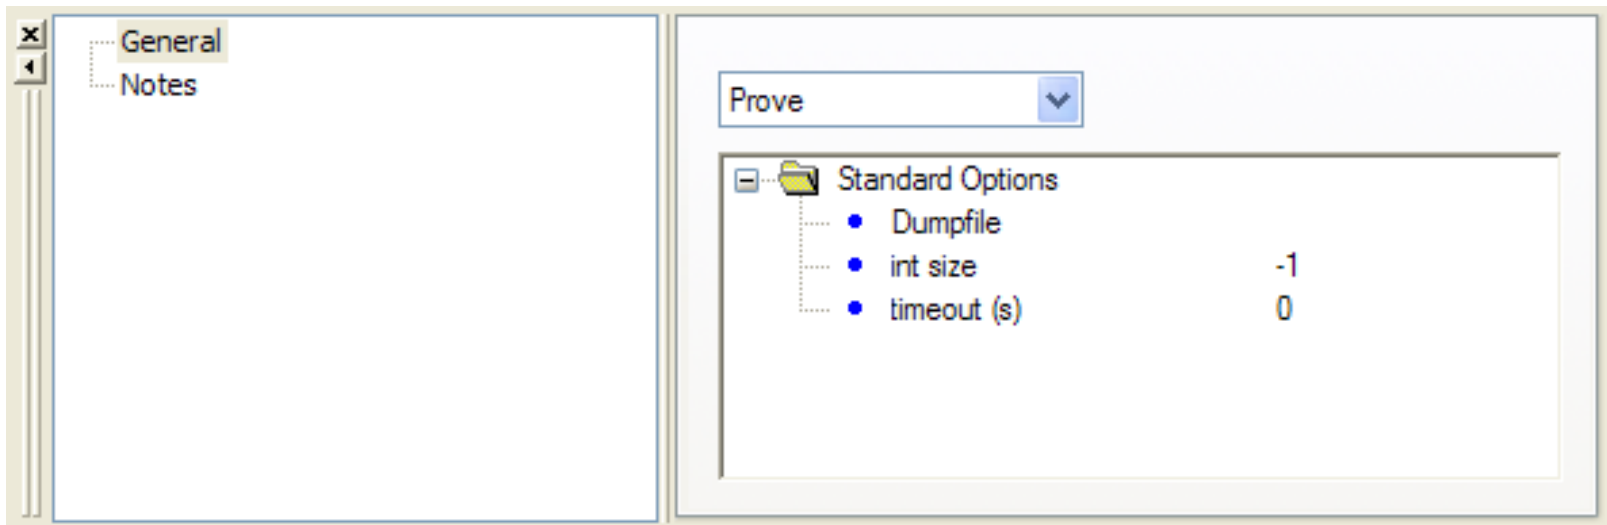 General
Notes
Prove
Standard Options
Dumpfile
int size -1
timeout (s) 0